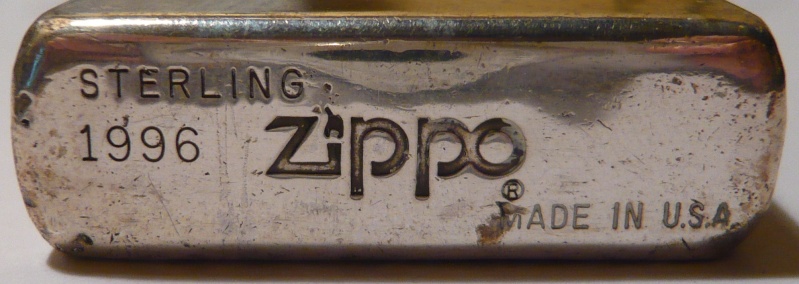 STERLING
1996 Zippo ®
MADE IN U.S.A.